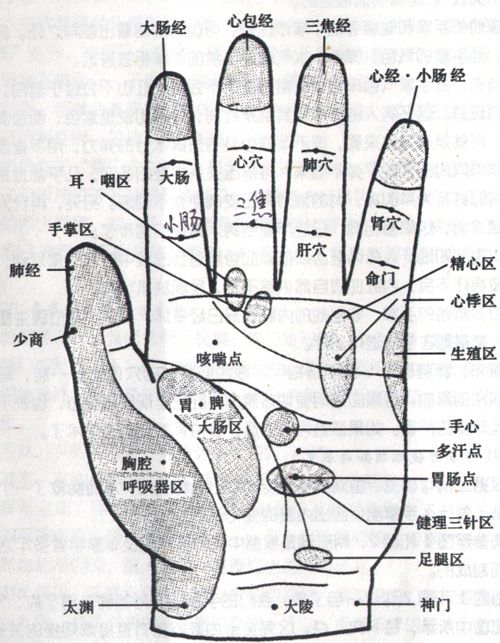 大肠经
心包经
三焦经
心经·小肠经
耳·咽区
大肠
心穴
肺穴
手掌区
小肠
三焦
肾穴
肝穴
命门
精心区
肺经
心悸区
少商
咳喘点
生殖区
胃·脾
大肠区
手心
多汗点
胸腔
呼吸器区
胃肠点
健理三针区
足腿区
太渊
大陵
神门